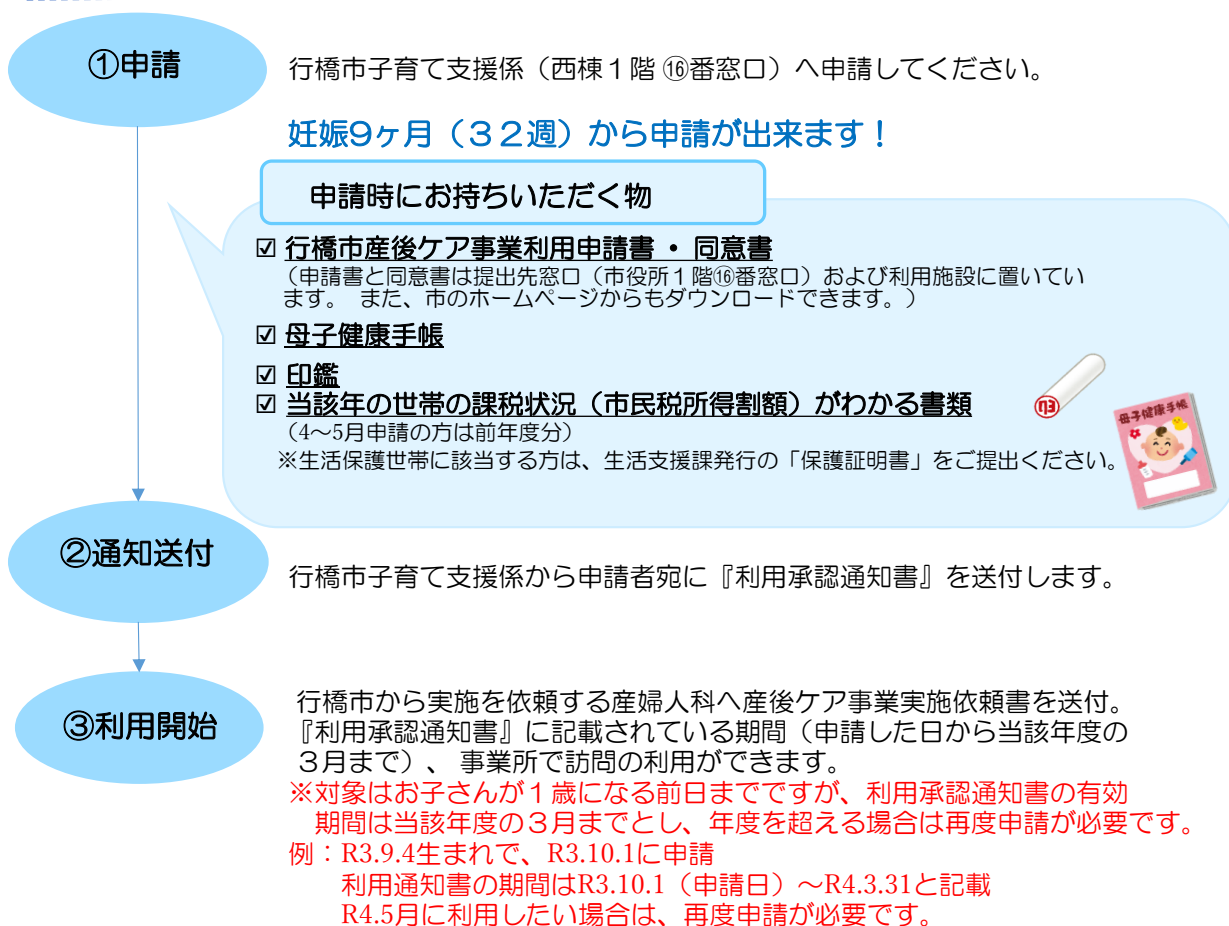 ①申請
行橋市子育て支援係（西棟１階 ⑯番窓口）へ申請してください。
妊娠9ヶ月（３２週）から申請が出来ます！
申請時にお持ちいただく物
☑ 行橋市産後ケア事業利用申請書 ・ 同意書
（申請書と同意書は提出先窓口（市役所１階⑯番窓口）および利用施設に置いてい
ます。 また、市のホームページからもダウンロードできます。）
☑ 母子健康手帳
☑ 印鑑
☑ 当該年の世帯の課税状況（市民税所得割額）がわかる書類
（4～5月申請の方は前年度分）
※生活保護世帯に該当する方は、生活支援課発行の「保護証明書」をご提出ください。
印
母子健康手帳
②通知送付
行橋市子育て支援係から申請者宛に『利用承認通知書』を送付します。
③利用開始
行橋市から実施を依頼する産婦人科へ産後ケア事業実施依頼書を送付。
『利用承認通知書』に記載されている期間（申請した日から当該年度の
３月まで）、 事業所で訪問の利用ができます。
※対象はお子さんが１歳になる前日までですが、利用承認通知書の有効
期間は当該年度の３月までとし、年度を超える場合は再度申請が必要です。
例：R3.9.4生まれで、R3.10.1に申請
利用通知書の期間はR3.10.1（申請日）～R4.3.31と記載
R4.5月に利用したい場合は、再度申請が必要です。